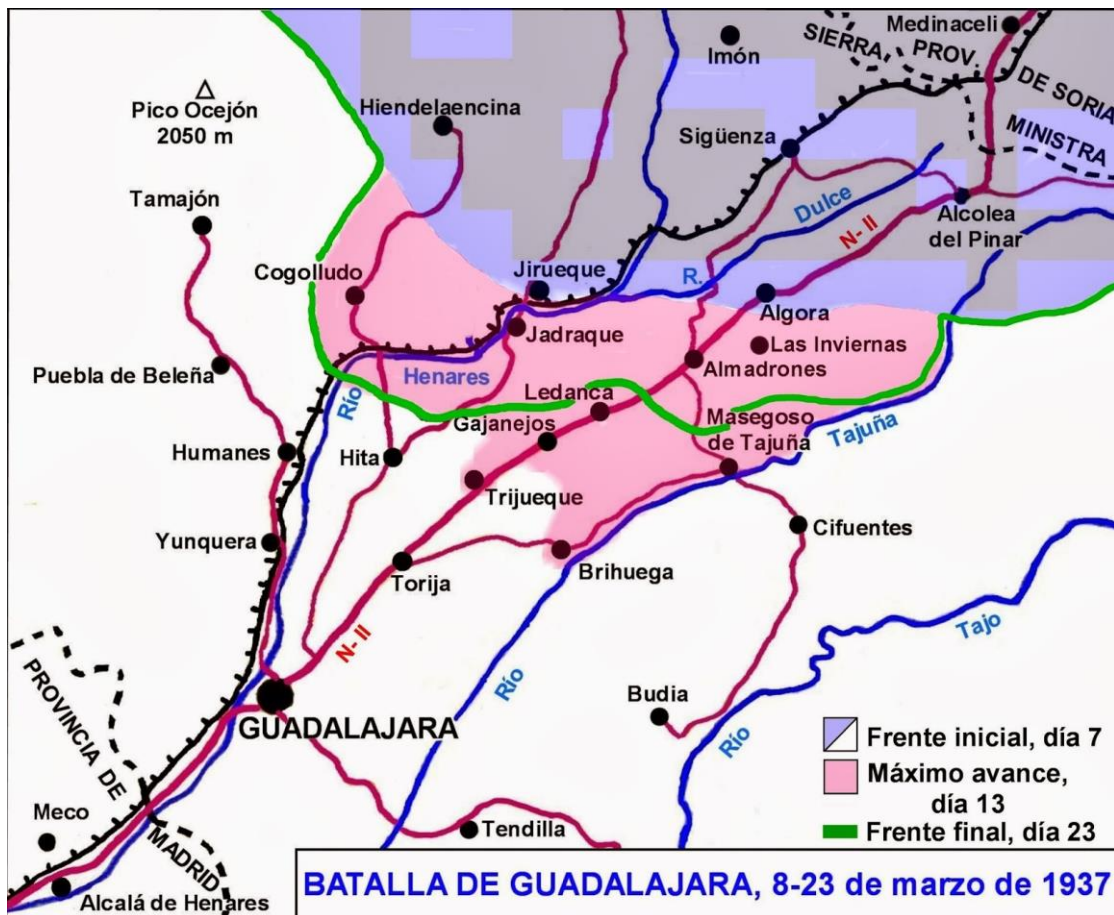 Medinaceli
Imón
SIERRA
PROV.
DE SORIA
MINISTRA
Pico Ocejón
2050 m
Hiendelaencina
Sigüenza
Tamajón
Dulce
N- II
Alcolea
del Pinar
Cogolludo
Jirueque
R.
Algora
Jadraque
Las Inviernas
Almadrones
Puebla de Beleña
Henares
Río
Ledanca
Gajanejos
Masegoso
de Tajuña
Tajuña
Humanes
Hita
Trijueque
Cifuentes
Yunquera
Torija
Brihuega
Tajo
N- II
Río
Budia
Río
PROVINCIA DE
MADRID
GUADALAJARA
Frente inicial, día 7
Máximo avance,
día 13
Frente final, día 23
Meco
Tendilla
Alcalá de Henares
BATALLA DE GUADALAJARA, 8-23 de marzo de 1937